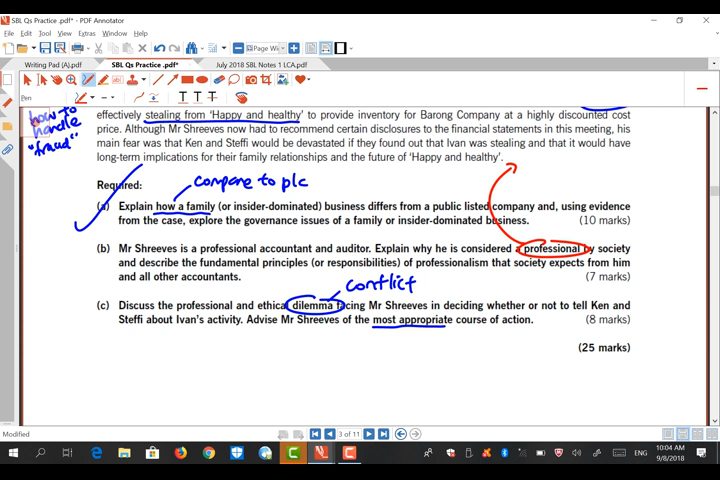 SBL Qs Practice .pdf* - PDF Annotator
File Edit Tools View Extras Window Help
Page Wi
Writing Pad (A).pdf
SBL Qs Practice .pdf*
July 2018 SBL Notes 1 LCA.pdf
Pen
effectively stealing from 'Happy and healthy' to provide inventory for Barong Company at a highly discounted cost
price. Although Mr Shreeves now had to recommend certain disclosures to the financial statements in this meeting, his
main fear was that Ken and Steffi would be devastated if they found out that Ivan was stealing and that it would have
long-term implications for their family relationships and the future of 'Happy and healthy'.
how to
handle
"fraud"
Required:
compare to plc
(a) Explain how a family (or insider-dominated) business differs from a public listed company and, using evidence
from the case, explore the governance issues of a family or insider-dominated business. (10 marks)
(b) Mr Shreeves is a professional accountant and auditor. Explain why he is considered a professional by society
and describe the fundamental principles (or responsibilities) of professionalism that society expects from him
and all other accountants. (7 marks)
conflict
(c) Discuss the professional and ethical dilemma facing Mr Shreeves in deciding whether or not to tell Ken and
Steffi about Ivan's activity. Advise Mr Shreeves of the most appropriate course of action. (8 marks)
(25 marks)
Modified
3 of 11
ENG
10:04 AM
9/8/2018